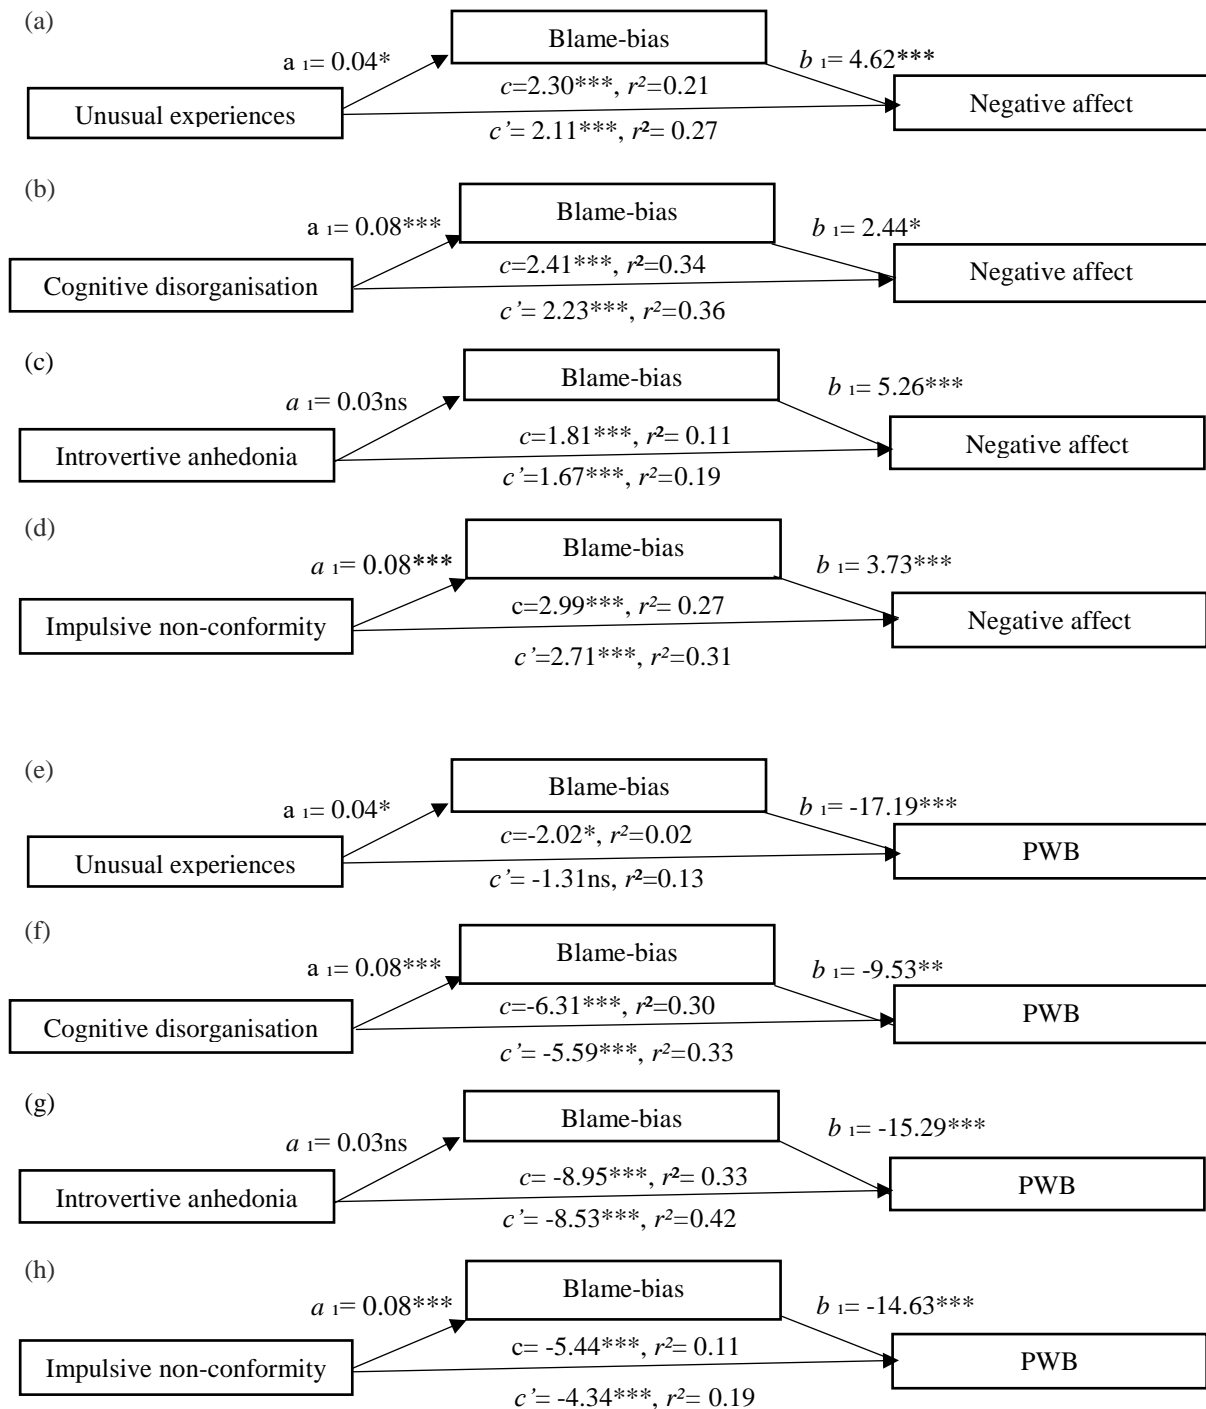 (a)
Blame-bias
a ₁= 0.04*
b ₁= 4.62***
c=2.30***, r²=0.21
Unusual experiences
Negative affect
c’= 2.11***, r²= 0.27
(b)
Blame-bias
a ₁= 0.08***
b ₁= 2.44*
c=2.41***, r²=0.34
Cognitive disorganisation
Negative affect
c’= 2.23***, r²=0.36
(c)
Blame-bias
a ₁= 0.03ns
b ₁= 5.26***
c=1.81***, r²= 0.11
Introvertive anhedonia
Negative affect
c’=1.67***, r²=0.19
(d)
Blame-bias
a ₁= 0.08***
b ₁= 3.73***
c=2.99***, r²= 0.27
Impulsive non-conformity
Negative affect
c’=2.71***, r²=0.31
(e)
Blame-bias
a ₁= 0.04*
b ₁= -17.19***
c=-2.02*, r²=0.02
Unusual experiences
PWB
c’= -1.31ns, r²=0.13
(f)
Blame-bias
a ₁= 0.08***
b ₁= -9.53**
c=-6.31***, r²=0.30
Cognitive disorganisation
PWB
c’= -5.59***, r²=0.33
(g)
Blame-bias
a ₁= 0.03ns
b ₁= -15.29***
c= -8.95***, r²= 0.33
Introvertive anhedonia
PWB
c’= -8.53***, r²=0.42
(h)
Blame-bias
a ₁= 0.08***
b ₁= -14.63***
c= -5.44***, r²= 0.11
Impulsive non-conformity
PWB
c’= -4.34***, r²= 0.19